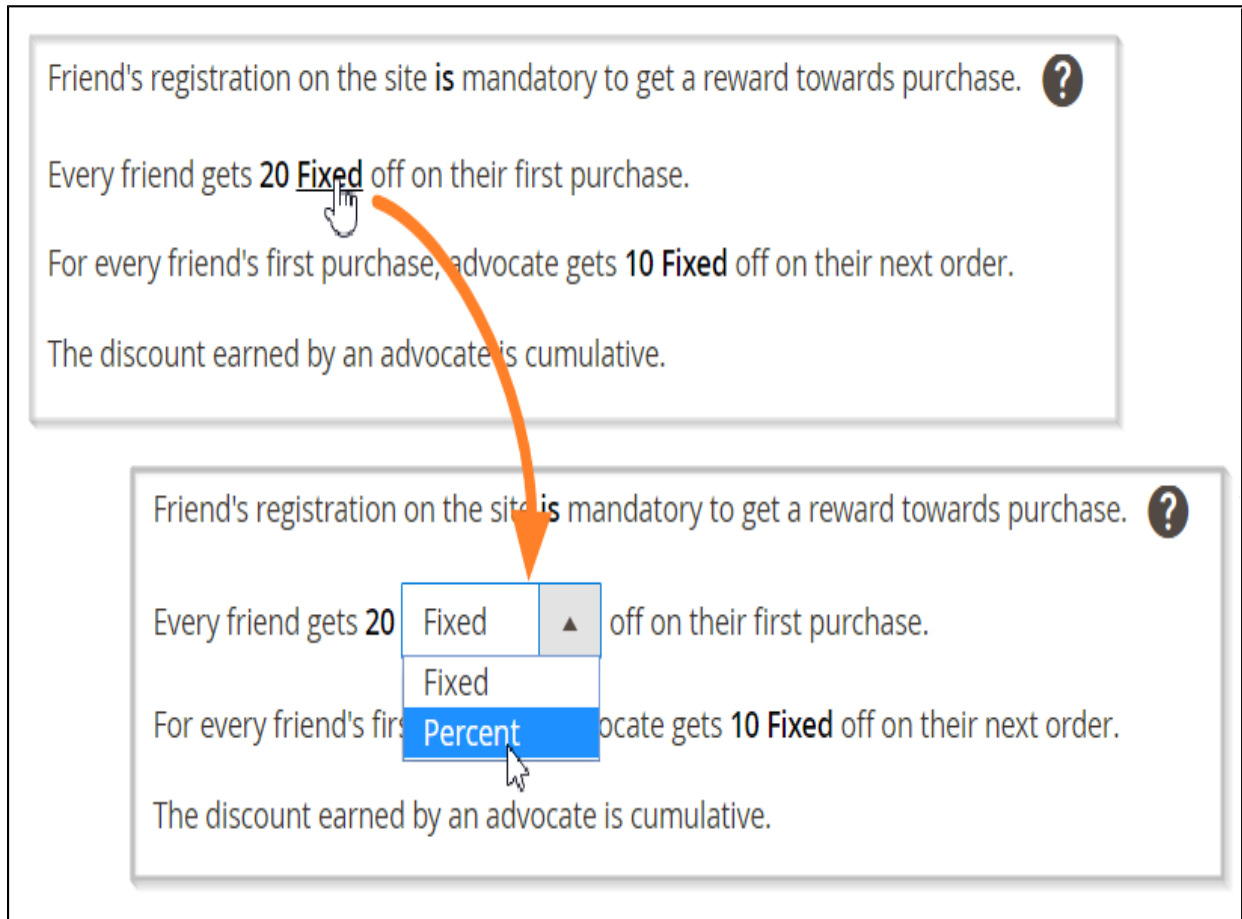 Friend's registration on the site is mandatory to get a reward towards purchase. ?
Every friend gets 20 Fixed off on their first purchase.
For every friend's first purchase, advocate gets 10 Fixed off on their next order.
The discount earned by an advocate is cumulative.
Friend's registration on the site is mandatory to get a reward towards purchase. ?
Every friend gets 20 Fixed ▲ off on their first purchase.
Fixed
For every friend's firs ocate gets 10 Fixed off on their next order.
Percent
The discount earned by an advocate is cumulative.